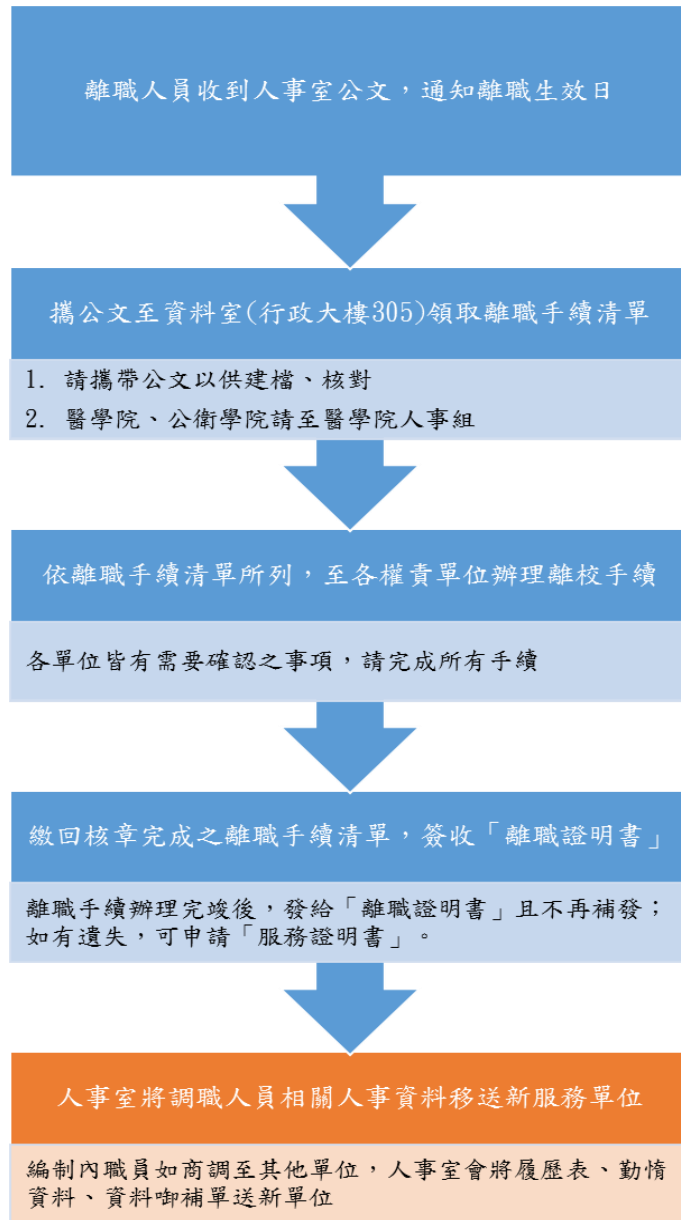 離職人員收到人事室公文，通知離職生效日
攜公文至資料室(行政大樓305)領取離職手續清單
1. 請攜帶公文以供建檔、核對
2. 醫學院、公衛學院請至醫學院人事組
依離職手續清單所列，至各權責單位辦理離校手續
各單位皆有需要確認之事項，請完成所有手續
繳回核章完成之離職手續清單，簽收「離職證明書」
離職手續辦理完竣後，發給「離職證明書」且不再補發；
如有遺失，可申請「服務證明書」。
人事室將調職人員相關人事資料移送新服務單位
編制內職員如商調至其他單位，人事室會將履歷表、勤惰
資料、資料啣補單送新單位